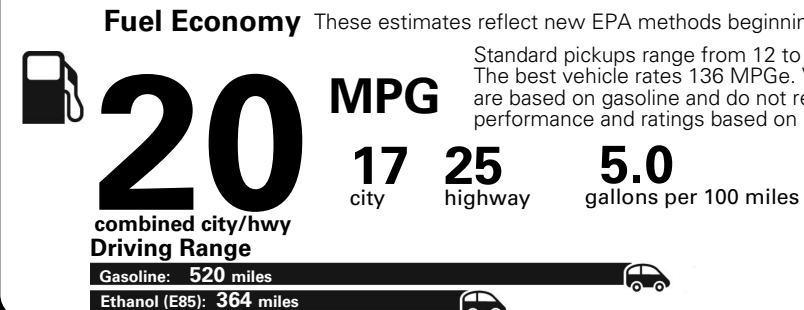 Fuel Economy These estimates reflect new EPA methods
Standard pickups range from 12 to
The best vehicle rates 136 MPGe.
are based on gasoline and do not
performance and ratings based on
20 MPG
17 25 5.0
city highway gallons per 100 miles
combined city/hwy
Driving Range
Gasoline: 520 miles
Ethanol (E85): 364 miles